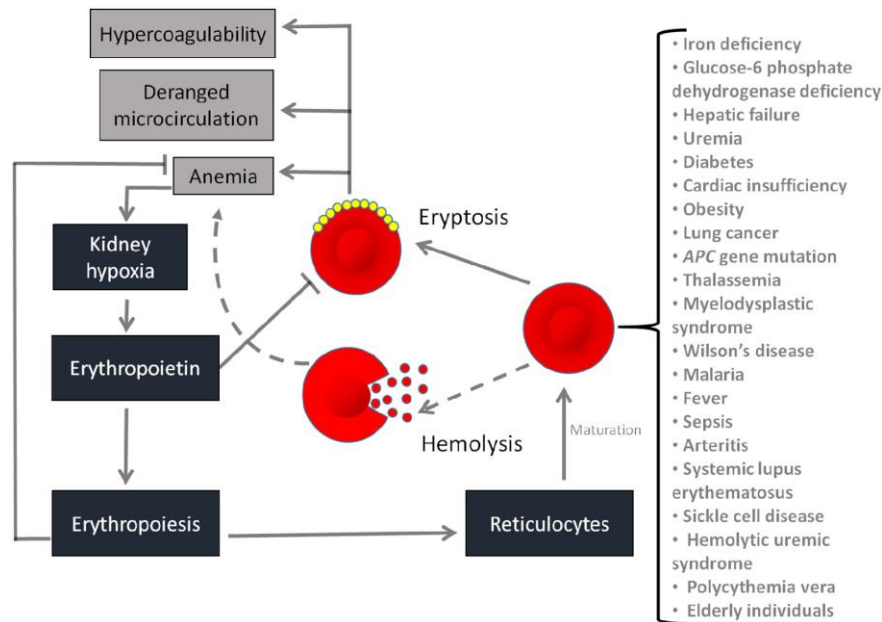 Hypercoagulability
Deranged
microcirculation
Anemia
Kidney
hypoxia
Erythropoietin
Erythropoiesis
Eryptosis
Hemolysis
Maturation
Reticulocytes
• Iron deficiency
• Glucose-6 phosphate
dehydrogenase deficiency
• Hepatic failure
• Uremia
• Diabetes
• Cardiac insufficiency
• Obesity
• Lung cancer
• APC gene mutation
• Thalassemia
• Myelodysplastic
syndrome
• Wilson's disease
• Malaria
• Fever
• Sepsis
• Arteritis
• Systemic lupus
erythematosus
• Sickle cell disease
• Hemolytic uremic
syndrome
• Polycythemia vera
• Elderly individuals